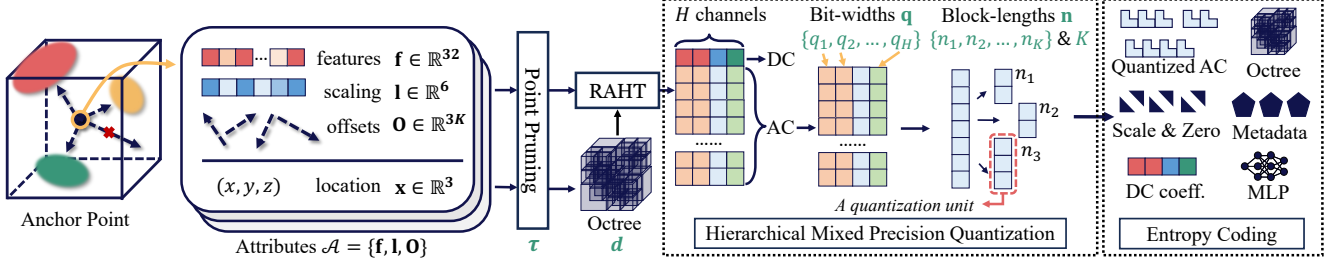 Anchor Point
features f ∈ ℝ³²
scaling l ∈ ℝ⁶
offsets O ∈ ℝ³ᴷ
(x, y, z) location x ∈ ℝ³
Attributes 𝒜 = {f, l, O}
Point Pruning
τ
RAHT
Octree
d
H channels
DC
AC
......
Bit-widths q
{q₁, q₂, ... , q_H}
......
Block-lengths n
{n₁, n₂, ... , n_K} & K
n₁
n₂
n₃
A quantization unit
Hierarchical Mixed Precision Quantization
Quantized AC
Octree
Scale & Zero
Metadata
DC coeff.
MLP
Entropy Coding